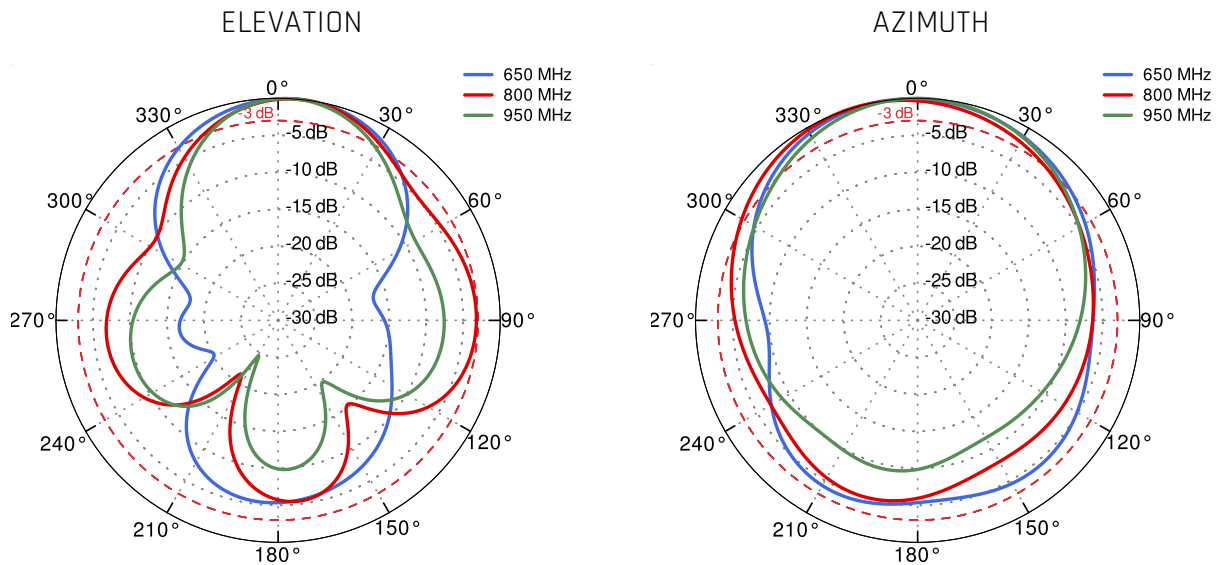 ELEVATION
650 MHz
800 MHz
950 MHz
0°
330°
-3 dB
30°
-5 dB
-10 dB
300°
60°
-15 dB
-20 dB
-25 dB
270°
-30 dB
90°
240°
120°
210°
150°
180°
AZIMUTH
650 MHz
800 MHz
950 MHz
0°
330°
-3 dB
30°
-5 dB
-10 dB
300°
60°
-15 dB
-20 dB
-25 dB
270°
-30 dB
90°
240°
120°
210°
150°
180°